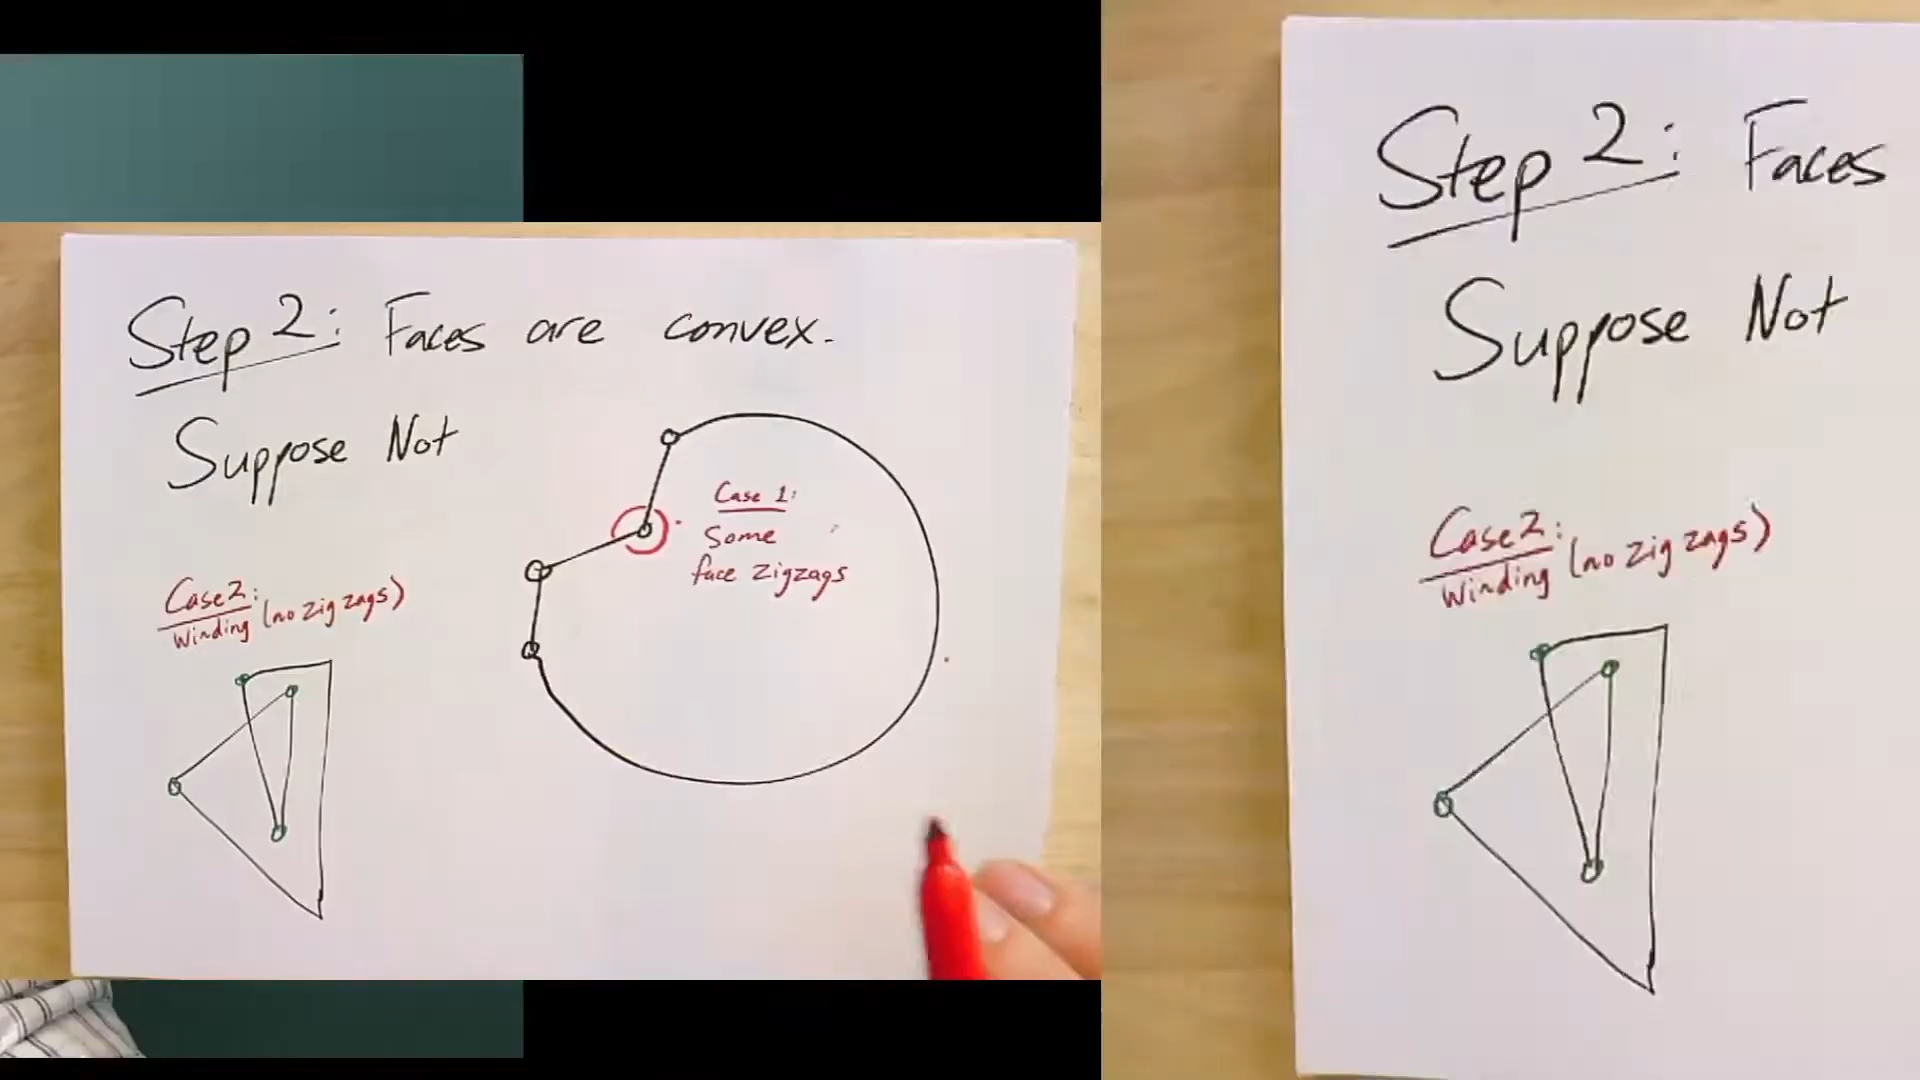 Step 2: Faces are convex.
Suppose Not
Case 1:
Some
face zigzags
Case 2:
Winding (no zig zags)
Step 2: Faces
Suppose Not
Case 2:
Winding (no zig zags)